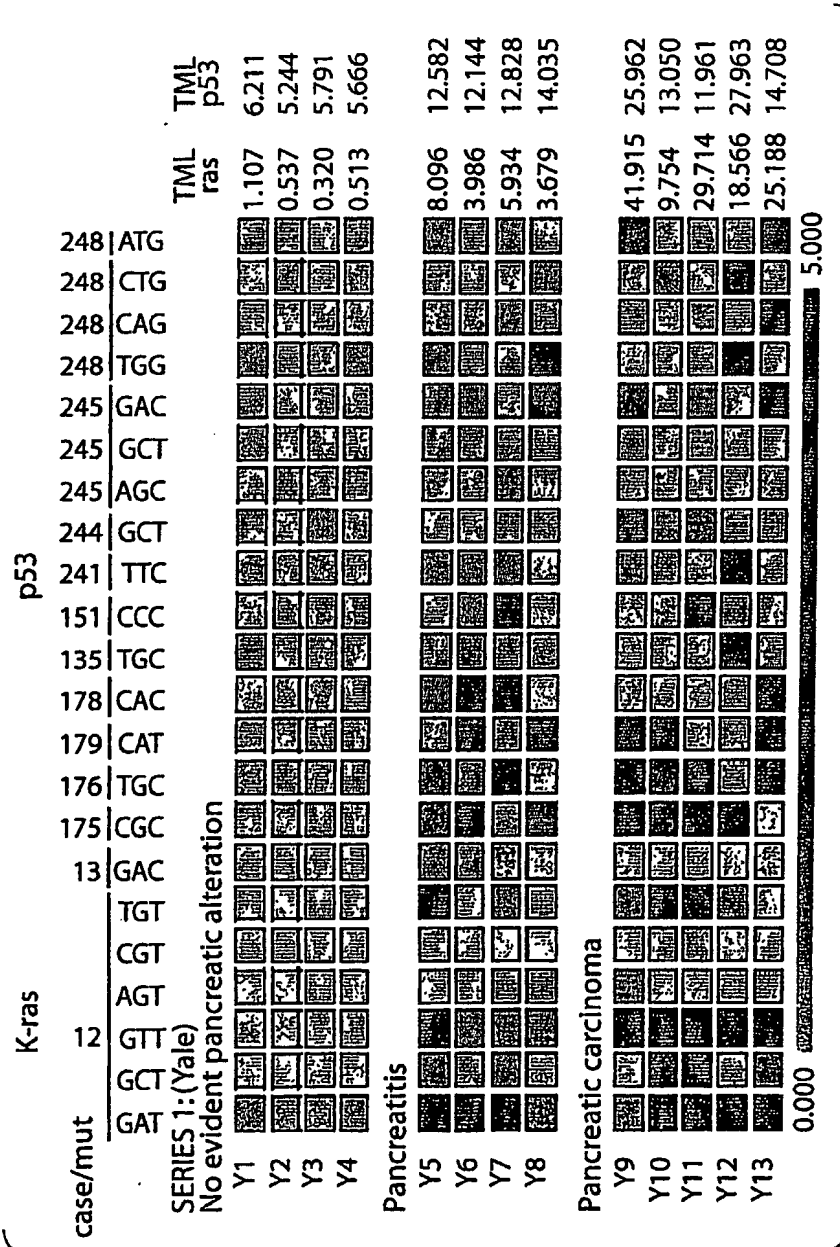 K-ras p53
case/mut 12 13 175 176 179 178 135 151 241 244 245 245 245 248 248 248 248
GAT GCT GTT AGT CGT TGT GAC CGC TGC CAT CAC TGC CCC TTC GCT AGC GCT GAC TGG CAG CTG ATG TML ras TML p53
SERIES 1: (Yale)
No evident pancreatic alteration
Y1 1.107 6.211
Y2 0.537 5.244
Y3 0.320 5.791
Y4 0.513 5.666
Pancreatitis
Y5 8.096 12.582
Y6 3.986 12.144
Y7 5.934 12.828
Y8 3.679 14.035
Pancreatic carcinoma
Y9 41.915 25.962
Y10 9.754 13.050
Y11 29.714 11.961
Y12 18.566 27.963
Y13 25.188 14.708
0.000 5.000